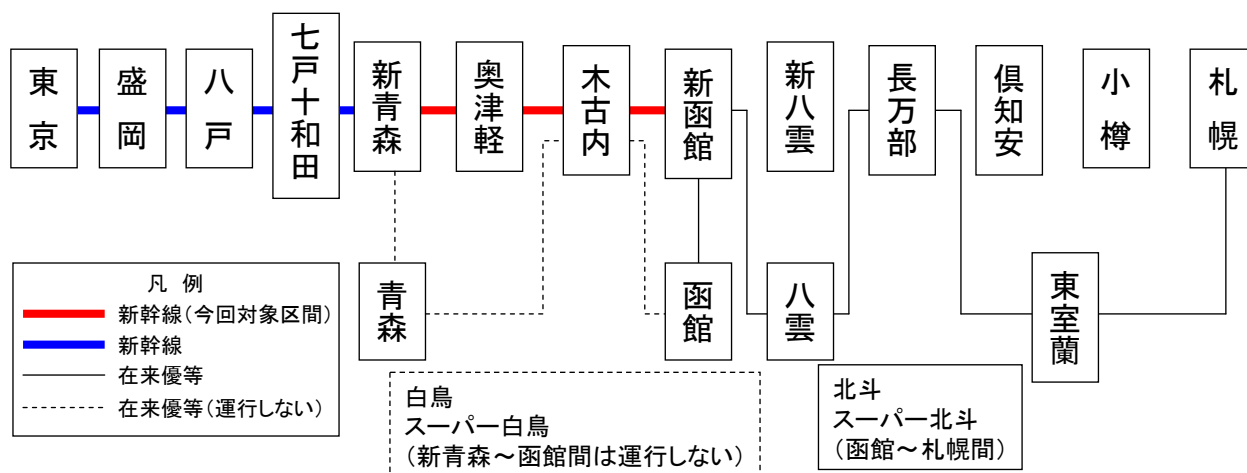 東京
盛岡
八戸
七戸十和田
新青森
奥津軽
木古内
新函館
新八雲
長万部
倶知安
小樽
札幌
青森
函館
八雲
東室蘭
凡 例
新幹線(今回対象区間)
新幹線
在来優等
在来優等(運行しない)
白鳥
スーパー白鳥
(新青森～函館間は運行しない)
北斗
スーパー北斗
(函館～札幌間)